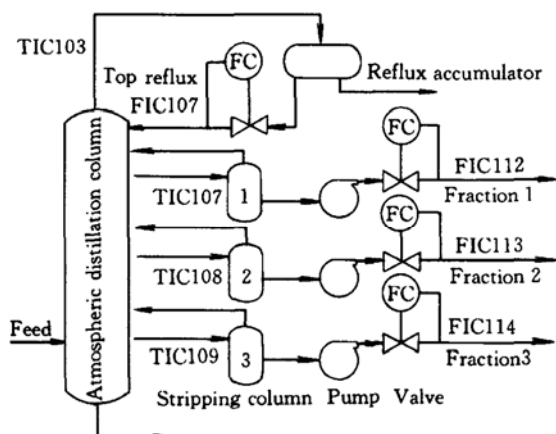 TIC103
FC
Top reflux
FIC107
Reflux accumulator
Atmospheric distillation column
FC
FIC112
TIC107
1
Fraction 1
FC
FIC113
TIC108
2
Fraction 2
FC
Feed
FIC114
TIC109
3
Fraction3
Stripping column Pump Valve